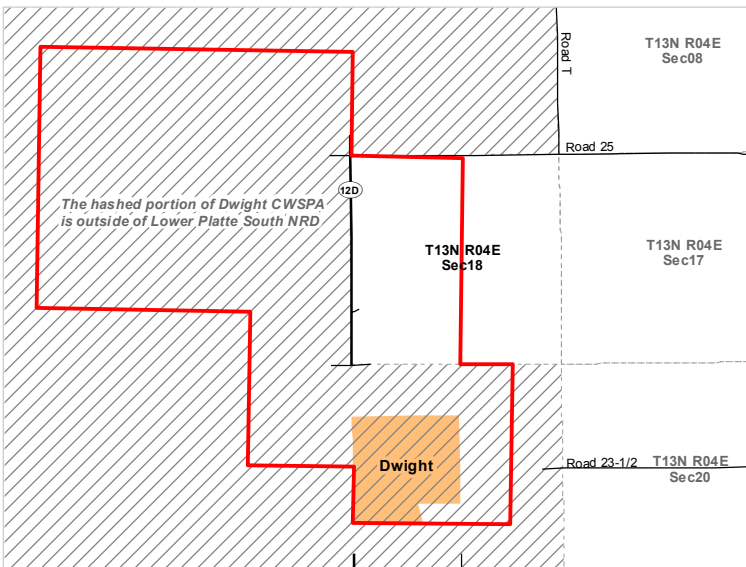 T13N R04E
Sec08
Road T
Road 25
12D
The hashed portion of Dwight CWSPA
is outside of Lower Platte South NRD
T13N R04E
Sec18
T13N R04E
Sec17
Dwight
Road 23-1/2
T13N R04E
Sec20